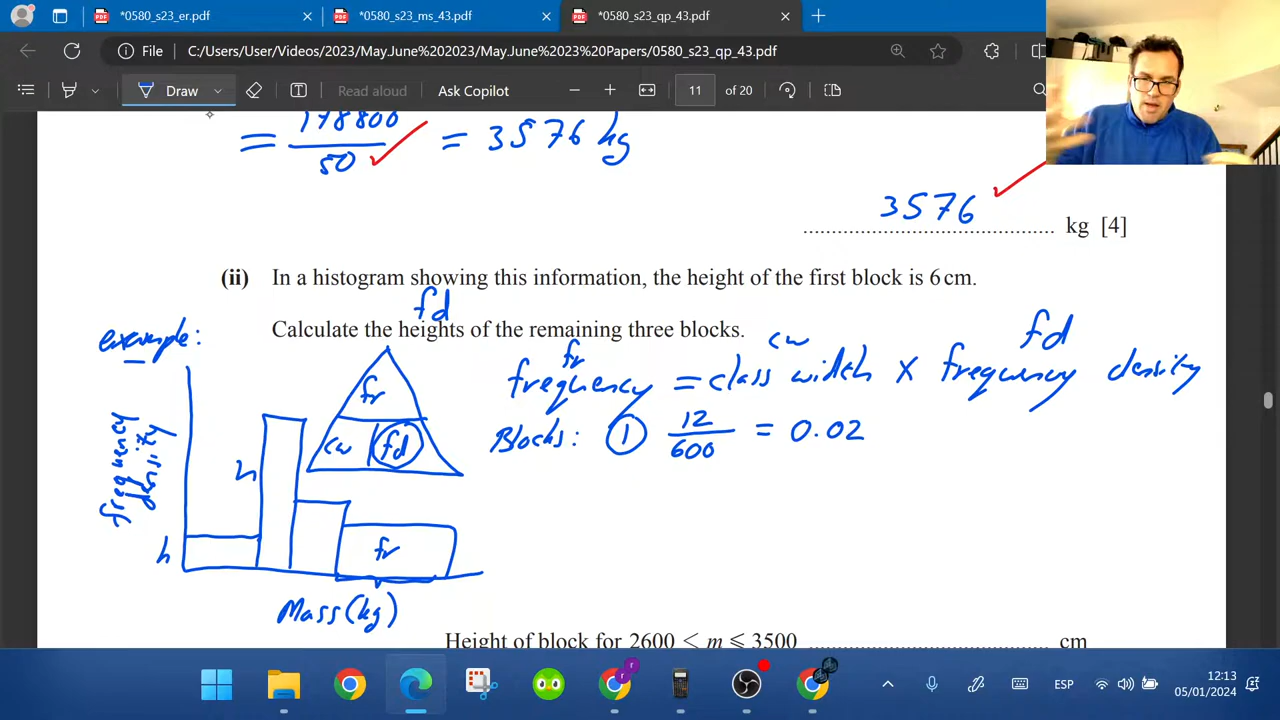 *0580_s23_er.pdf
*0580_s23_ms_43.pdf
*0580_s23_qp_43.pdf
File C:/Users/User/Videos/2023/May.June%202023/May.June%2023%20Papers/0580_s23_qp_43.pdf
Draw
Read aloud
Ask Copilot
11 of 20
= 178800 / 50 = 3576 kg
3576
kg [4]
(ii) In a histogram showing this information, the height of the first block is 6 cm.
fd
Calculate the heights of the remaining three blocks.
example:
fr
cw
fd
frequency = class width × frequency density
fr
cw fd
Blocks: ① 12 / 600 = 0.02
frequency density
h
h
fr
Mass (kg)
Height of block for 2600 < m ⩽ 3500 cm
ESP
12:13
05/01/2024